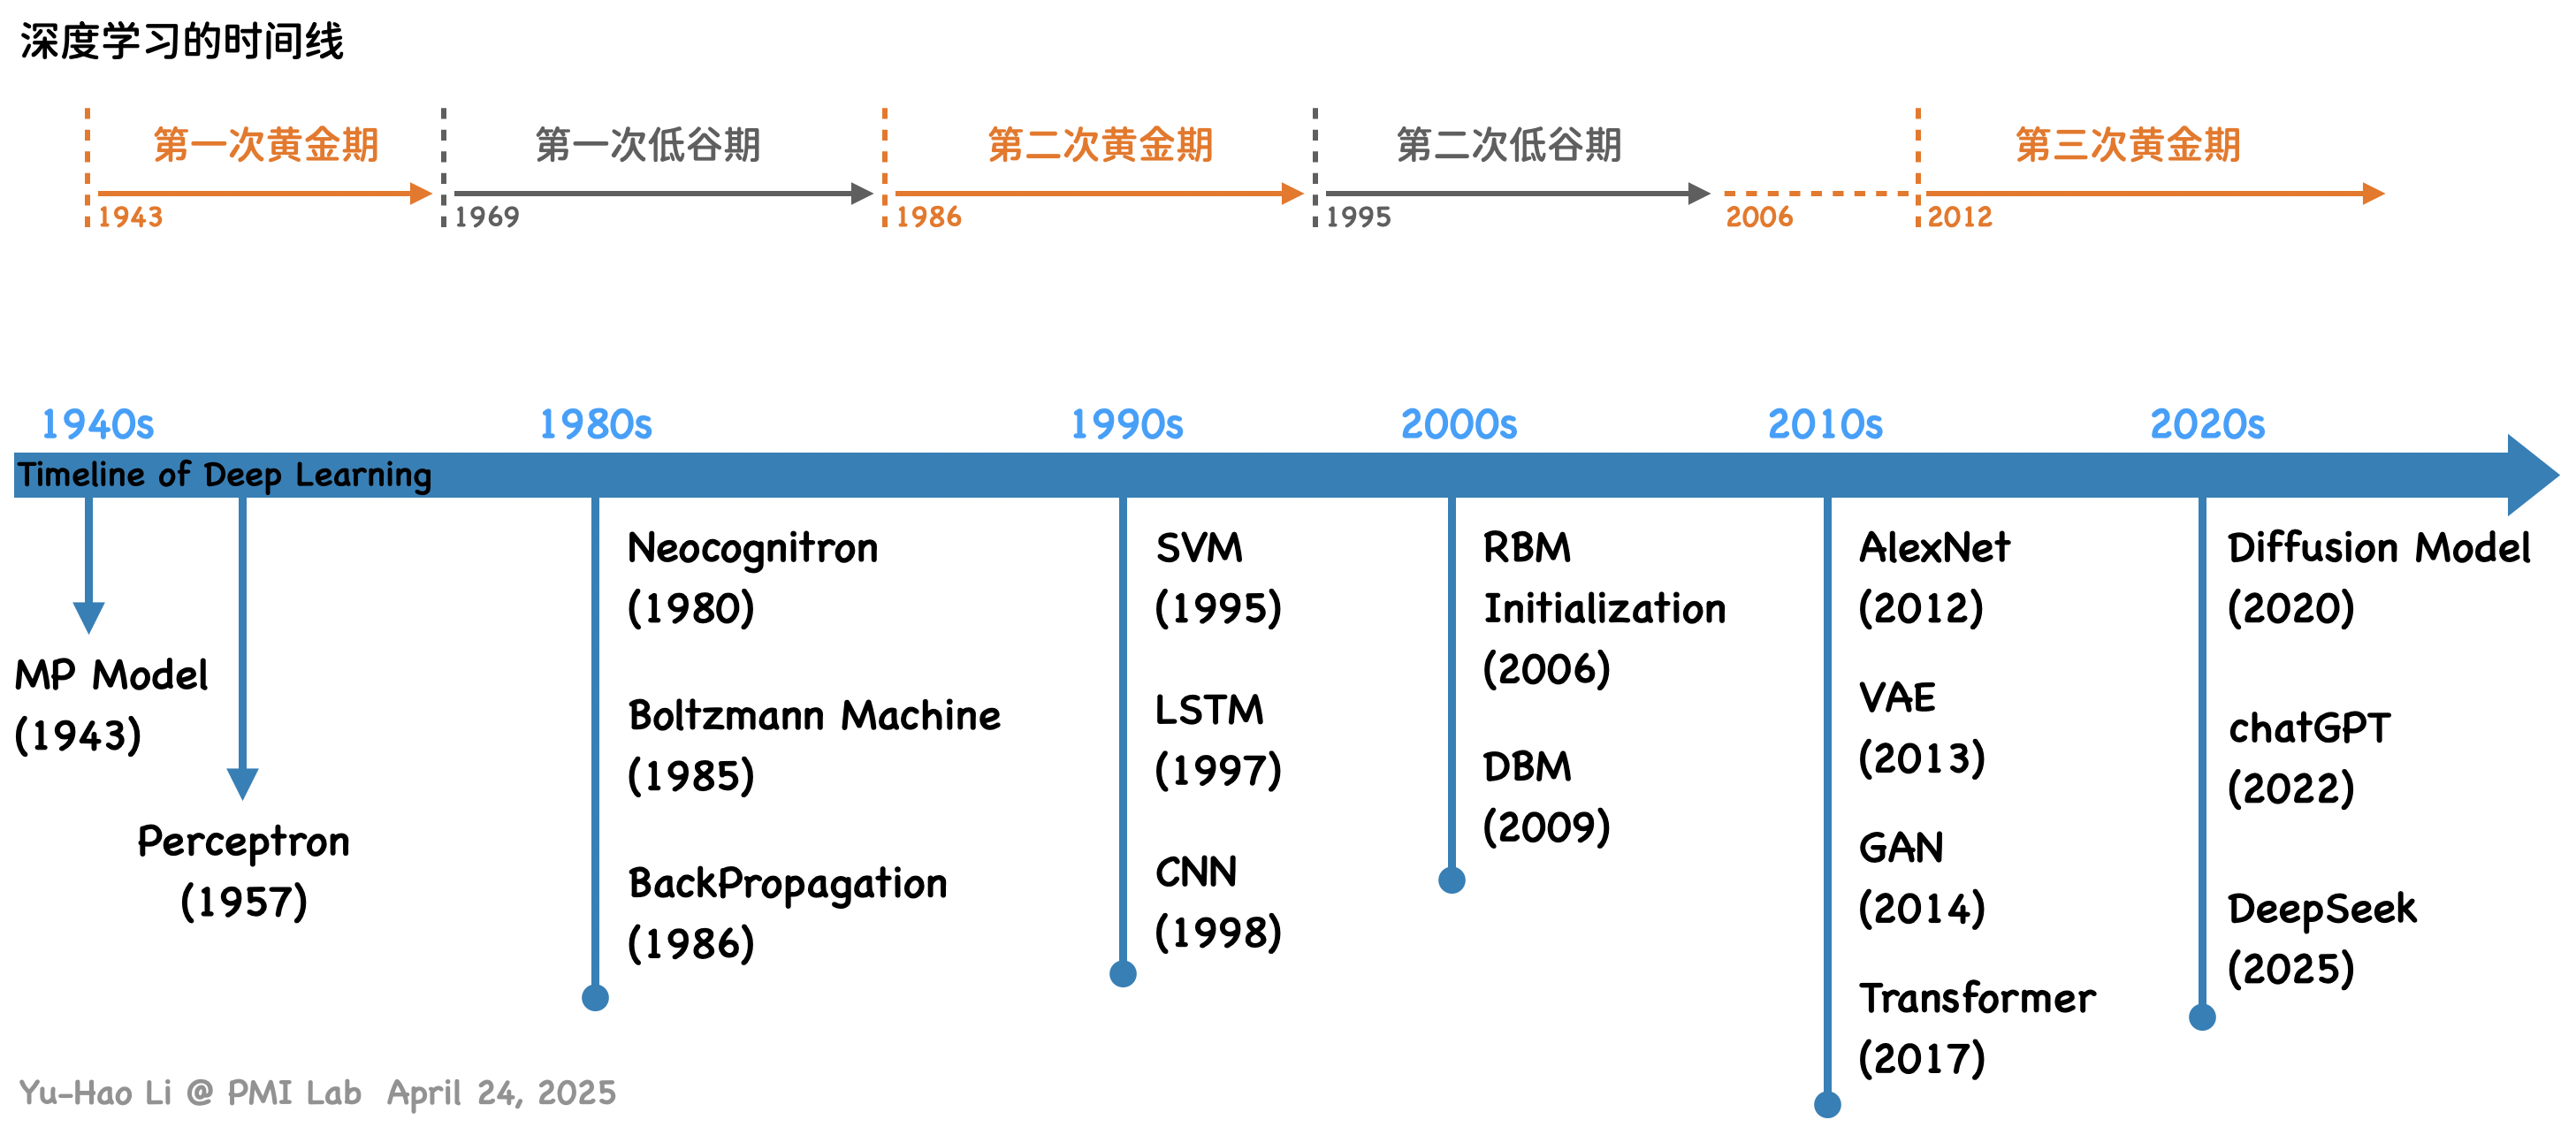 深度学习的时间线
第一次黄金期
第一次低谷期
第二次黄金期
第二次低谷期
第三次黄金期
1943
1969
1986
1995
2006
2012
1940s
1980s
1990s
2000s
2010s
2020s
Timeline of Deep Learning
MP Model
(1943)
Perceptron
(1957)
Neocognitron
(1980)
Boltzmann Machine
(1985)
BackPropagation
(1986)
SVM
(1995)
LSTM
(1997)
CNN
(1998)
RBM
Initialization
(2006)
DBM
(2009)
AlexNet
(2012)
VAE
(2013)
GAN
(2014)
Transformer
(2017)
Diffusion Model
(2020)
chatGPT
(2022)
DeepSeek
(2025)
Yu-Hao Li @ PMI Lab April 24, 2025